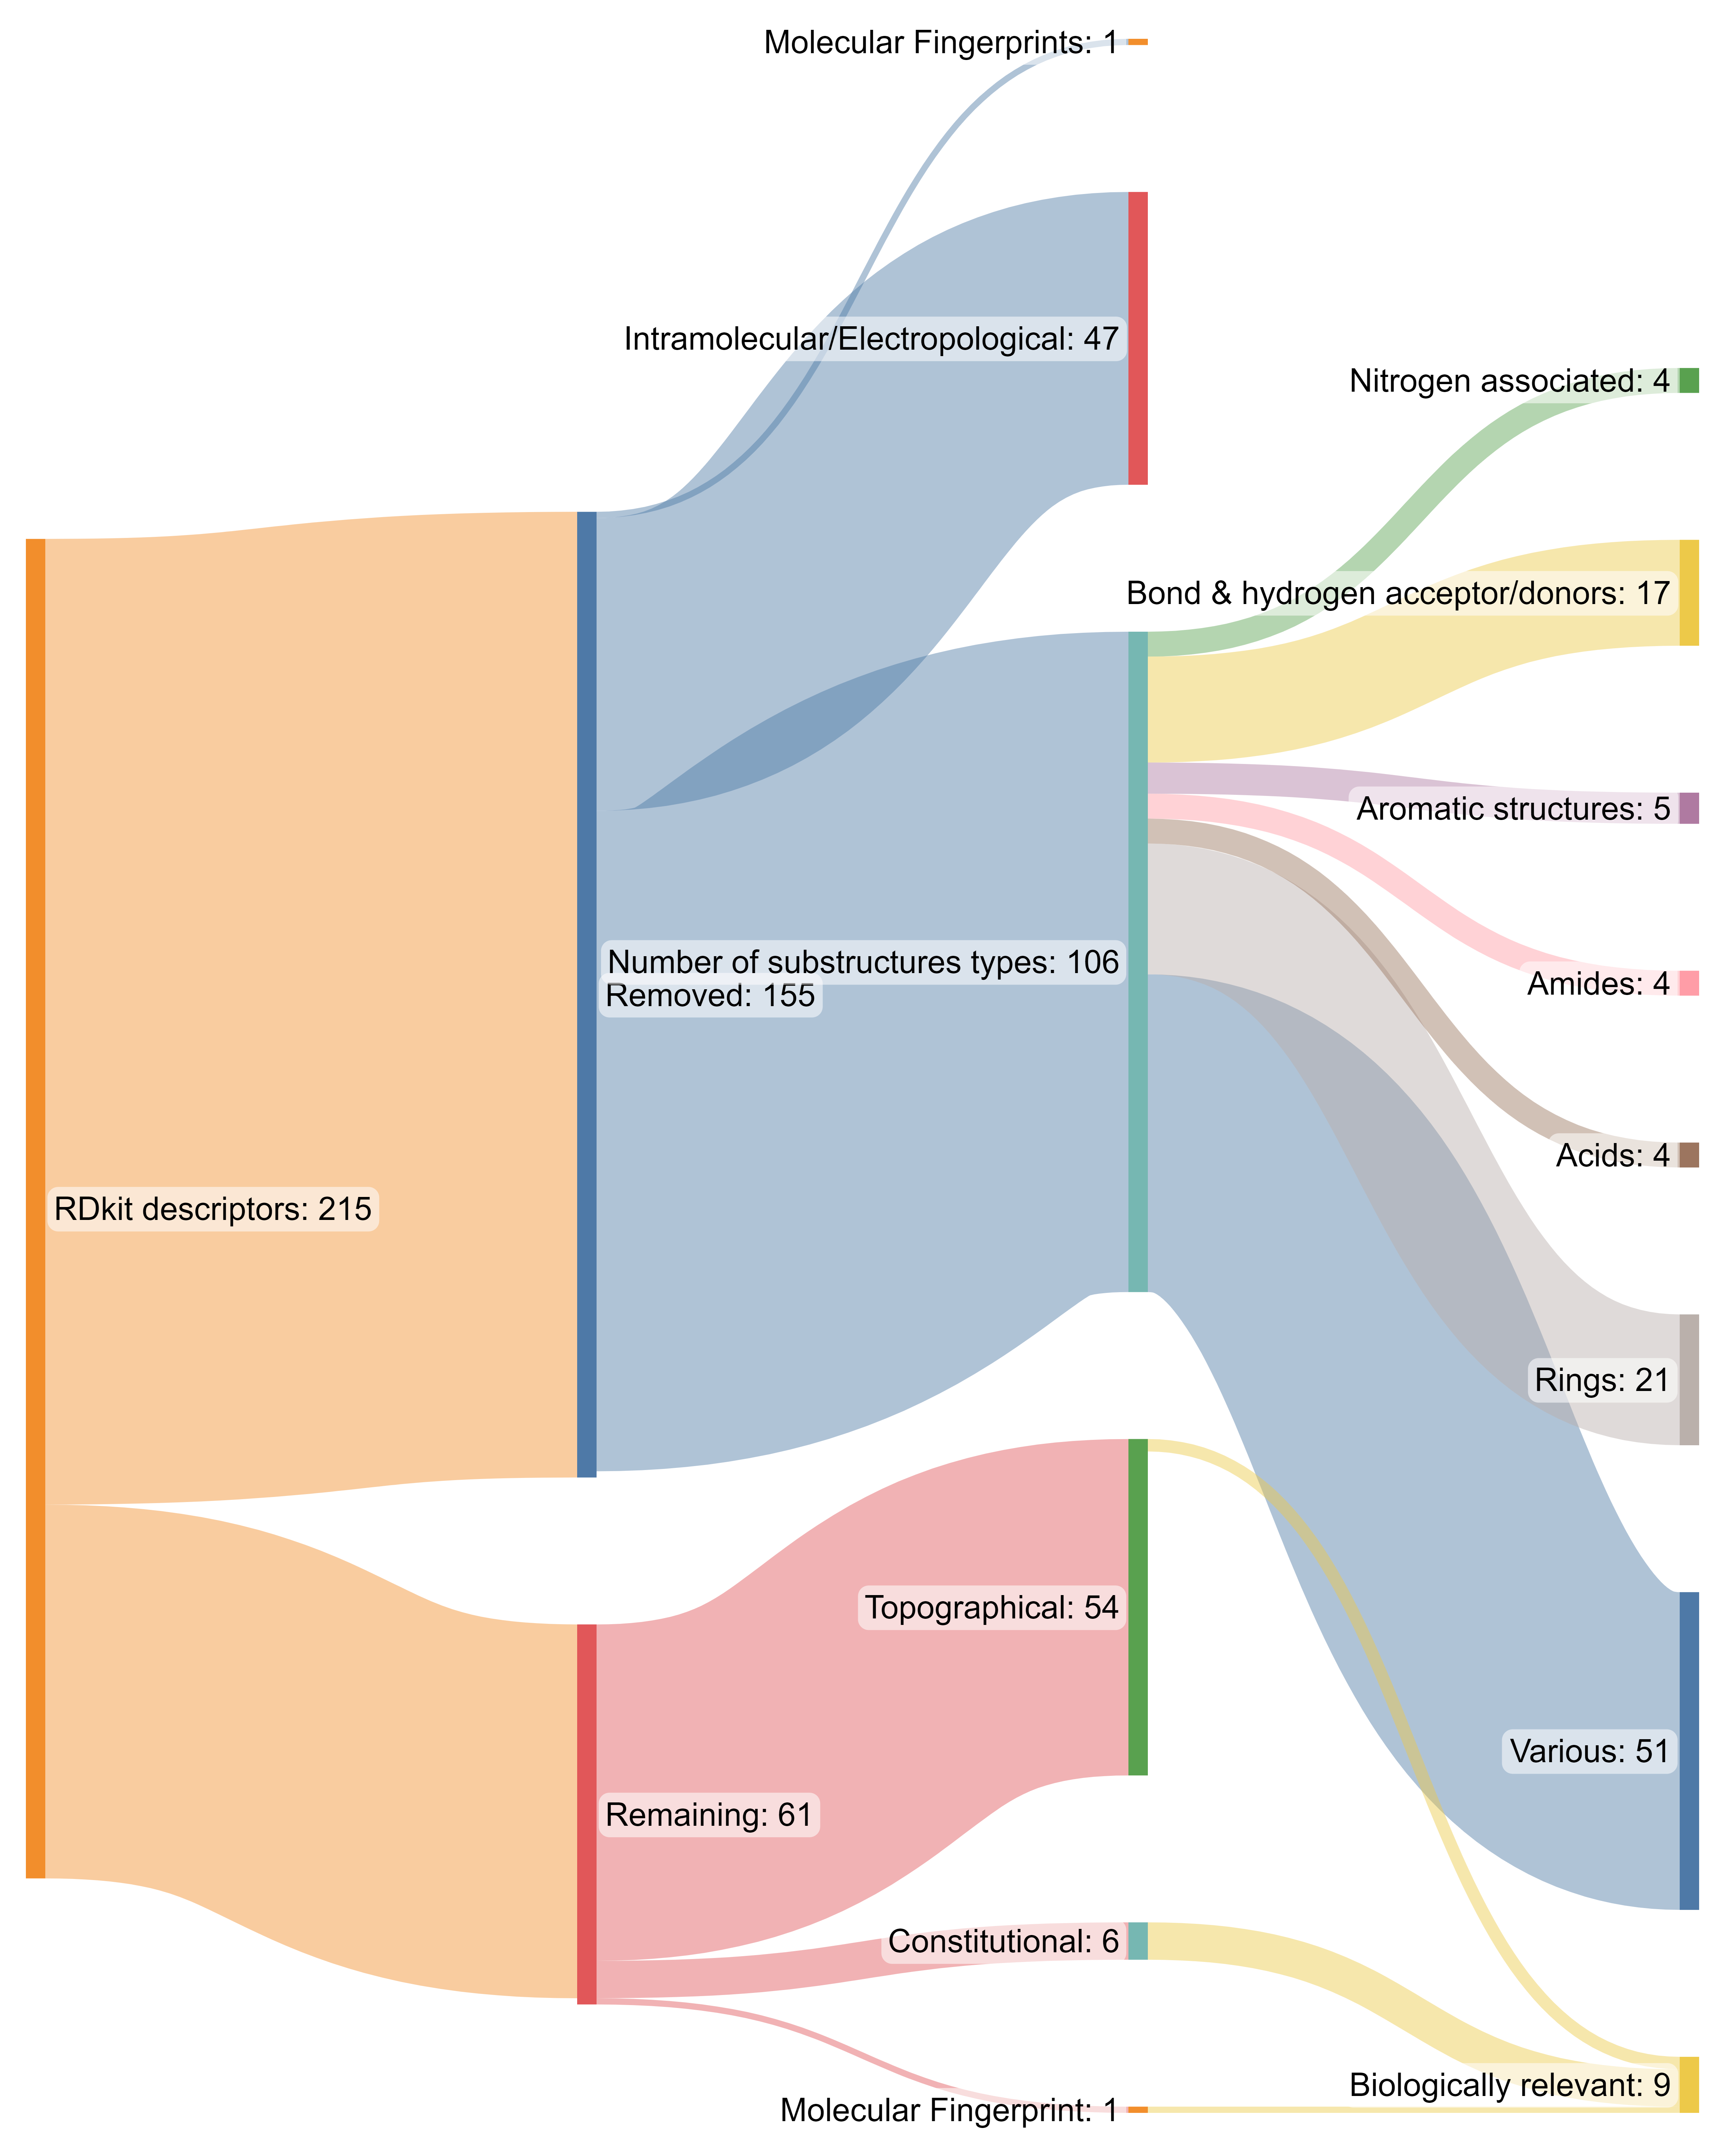 Molecular Fingerprints: 1
Intramolecular/Electropological: 47
Nitrogen associated: 4
Bond & hydrogen acceptor/donors: 17
Aromatic structures: 5
Number of substructures types: 106
Amides: 4
Removed: 155
Acids: 4
RDkit descriptors: 215
Rings: 21
Topographical: 54
Various: 51
Remaining: 61
Constitutional: 6
Biologically relevant: 9
Molecular Fingerprint: 1